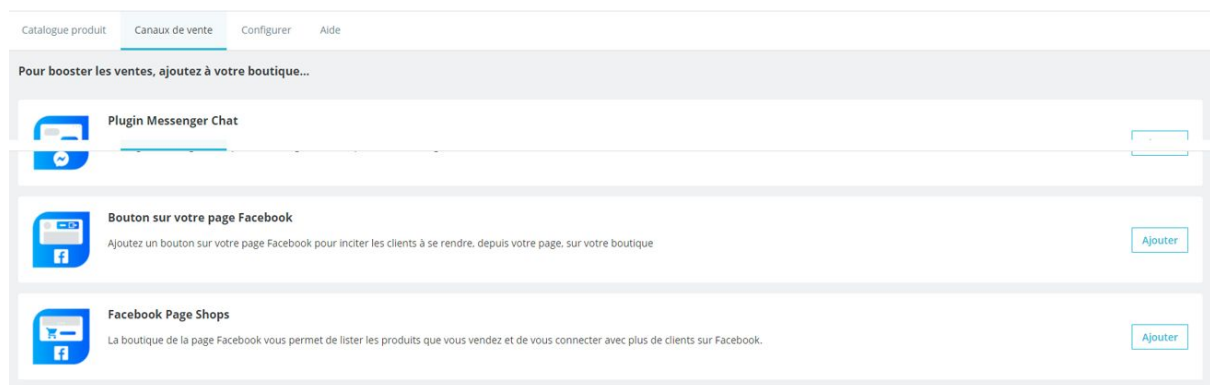 Catalogue produit Canaux de vente Configurer Aide
Pour booster les ventes, ajoutez à votre boutique...
Plugin Messenger Chat
Bouton sur votre page Facebook
Ajoutez un bouton sur votre page Facebook pour inciter les clients à se rendre, depuis votre page, sur votre boutique
Ajouter
Facebook Page Shops
La boutique de la page Facebook vous permet de lister les produits que vous vendez et de vous connecter avec plus de clients sur Facebook.
Ajouter